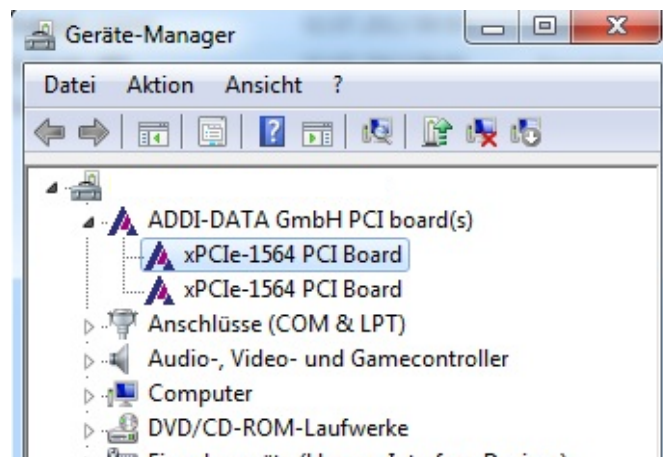 Geräte-Manager
Datei Aktion Ansicht ?
ADDI-DATA GmbH PCI board(s)
xPCIe-1564 PCI Board
xPCIe-1564 PCI Board
Anschlüsse (COM & LPT)
Audio-, Video- und Gamecontroller
Computer
DVD/CD-ROM-Laufwerke